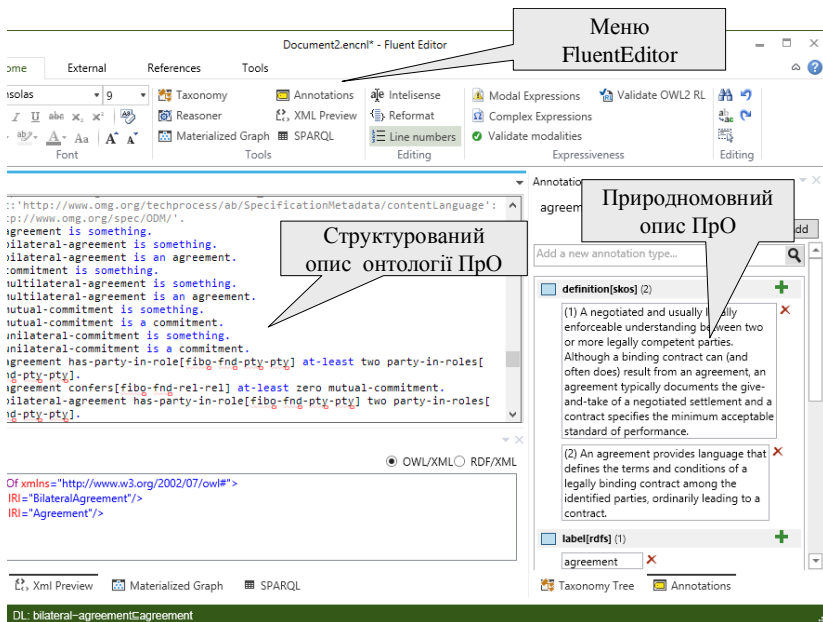 Document2.encnl* - Fluent Editor
Меню
FluentEditor
ome External References Tools
nsolas 9
Taxonomy Annotations Intelisense Modal Expressions Validate OWL2 RL
I U abc X₂ X² ab Reasoner XML Preview Reformat Complex Expressions
ab A Aa A A Materialized Graph SPARQL Line numbers Validate modalities
Font Tools Editing Expressiveness Editing
::'http://www.omg.org/techprocess/ab/SpecificationMetadata/contentLanguage':
tp://www.omg.org/spec/ODM/'.
agreement is something.
bilateral-agreement is something.
bilateral-agreement is an agreement.
commitment is something.
multilateral-agreement is something.
multilateral-agreement is an agreement.
mutual-commitment is something.
mutual-commitment is a commitment.
unilateral-commitment is something.
unilateral-commitment is a commitment.
agreement has-party-in-role[fibo-fnd-pty-pty] at-least two party-in-roles[
nd-pty-pty].
agreement confers[fibo-fnd-rel-rel] at-least zero mutual-commitment.
bilateral-agreement has-party-in-role[fibo-fnd-pty-pty] two party-in-roles[
nd-pty-pty].
Структурований
опис онтології ПрО
OWL/XML RDF/XML
Of xmlns="http://www.w3.org/2002/07/owl#">
IRI="BilateralAgreement"/>
IRI="Agreement"/>
Xml Preview Materialized Graph SPARQL
Annotatio
agreem
dd
Природномовний
опис ПрО
Add a new annotation type...
definition[skos] (2)
(1) A negotiated and usually lly
enforceable understanding between two
or more legally competent parties.
Although a binding contract can (and
often does) result from an agreement, an
agreement typically documents the give-
and-take of a negotiated settlement and a
contract specifies the minimum acceptable
standard of performance.
(2) An agreement provides language that
defines the terms and conditions of a
legally binding contract among the
identified parties, ordinarily leading to a
contract.
label[rdfs] (1)
agreement
Taxonomy Tree Annotations
DL: bilateral-agreement⊑agreement